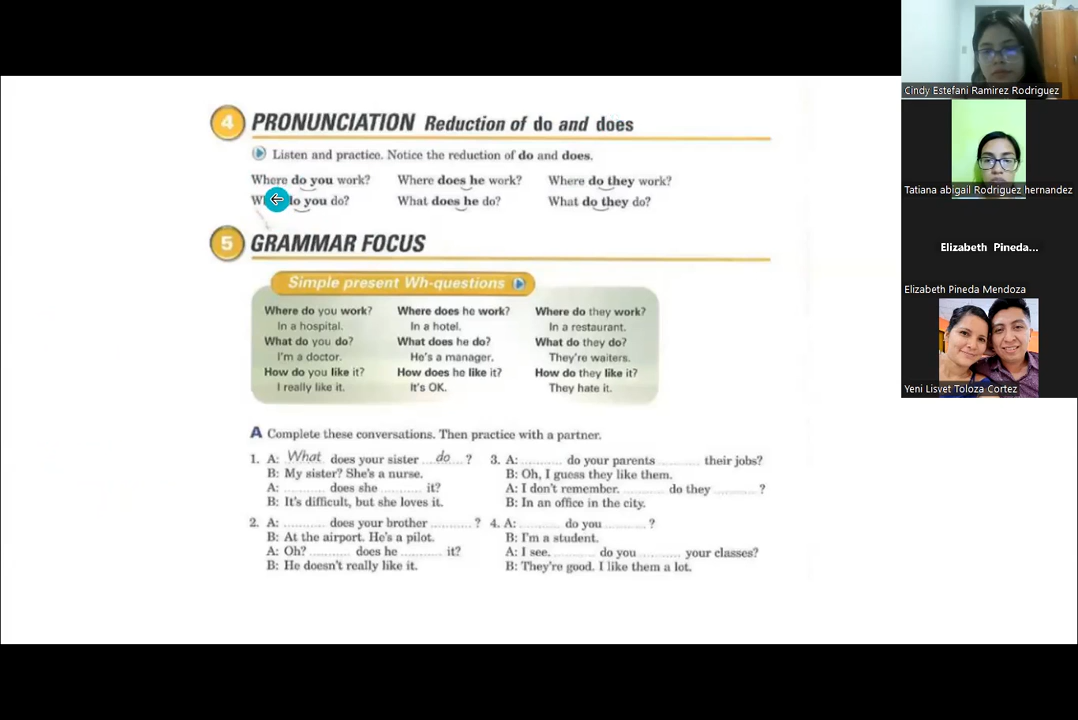 4 PRONUNCIATION Reduction of do and does
Listen and practice. Notice the reduction of do and does.
Where do you work? Where does he work? Where do they work?
do you do? What does he do? What do they do?
5 GRAMMAR FOCUS
Simple present Wh-questions
Where do you work? Where does he work? Where do they work?
In a hospital. In a hotel. In a restaurant.
What do you do? What does he do? What do they do?
I'm a doctor. He's a manager. They're waiters.
How do you like it? How does he like it? How do they like it?
I really like it. It's OK. They hate it.
A Complete these conversations. Then practice with a partner.
1. A: What does your sister do ?
B: My sister? She's a nurse.
A: .......... does she .......... it?
B: It's difficult, but she loves it.
2. A: .......... does your brother .......... ?
B: At the airport. He's a pilot.
A: Oh? .......... does he .......... it?
B: He doesn't really like it.
3. A: .......... do your parents .......... their jobs?
B: Oh, I guess they like them.
A: I don't remember. .......... do they .......... ?
B: In an office in the city.
4. A: .......... do you .......... ?
B: I'm a student.
A: I see. .......... do you .......... your classes?
B: They're good. I like them a lot.
Cindy Estefani Ramirez Rodriguez
Tatiana abigail Rodriguez hernandez
Elizabeth Pineda...
Elizabeth Pineda Mendoza
Yeni Lisvet Toloza Cortez